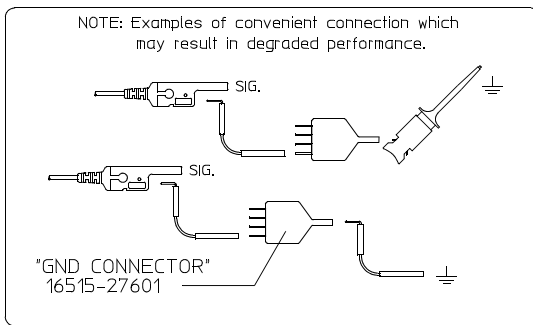 NOTE: Examples of convenient connection which
may result in degraded performance.
SIG.
SIG.
"GND CONNECTOR"
16515-27601